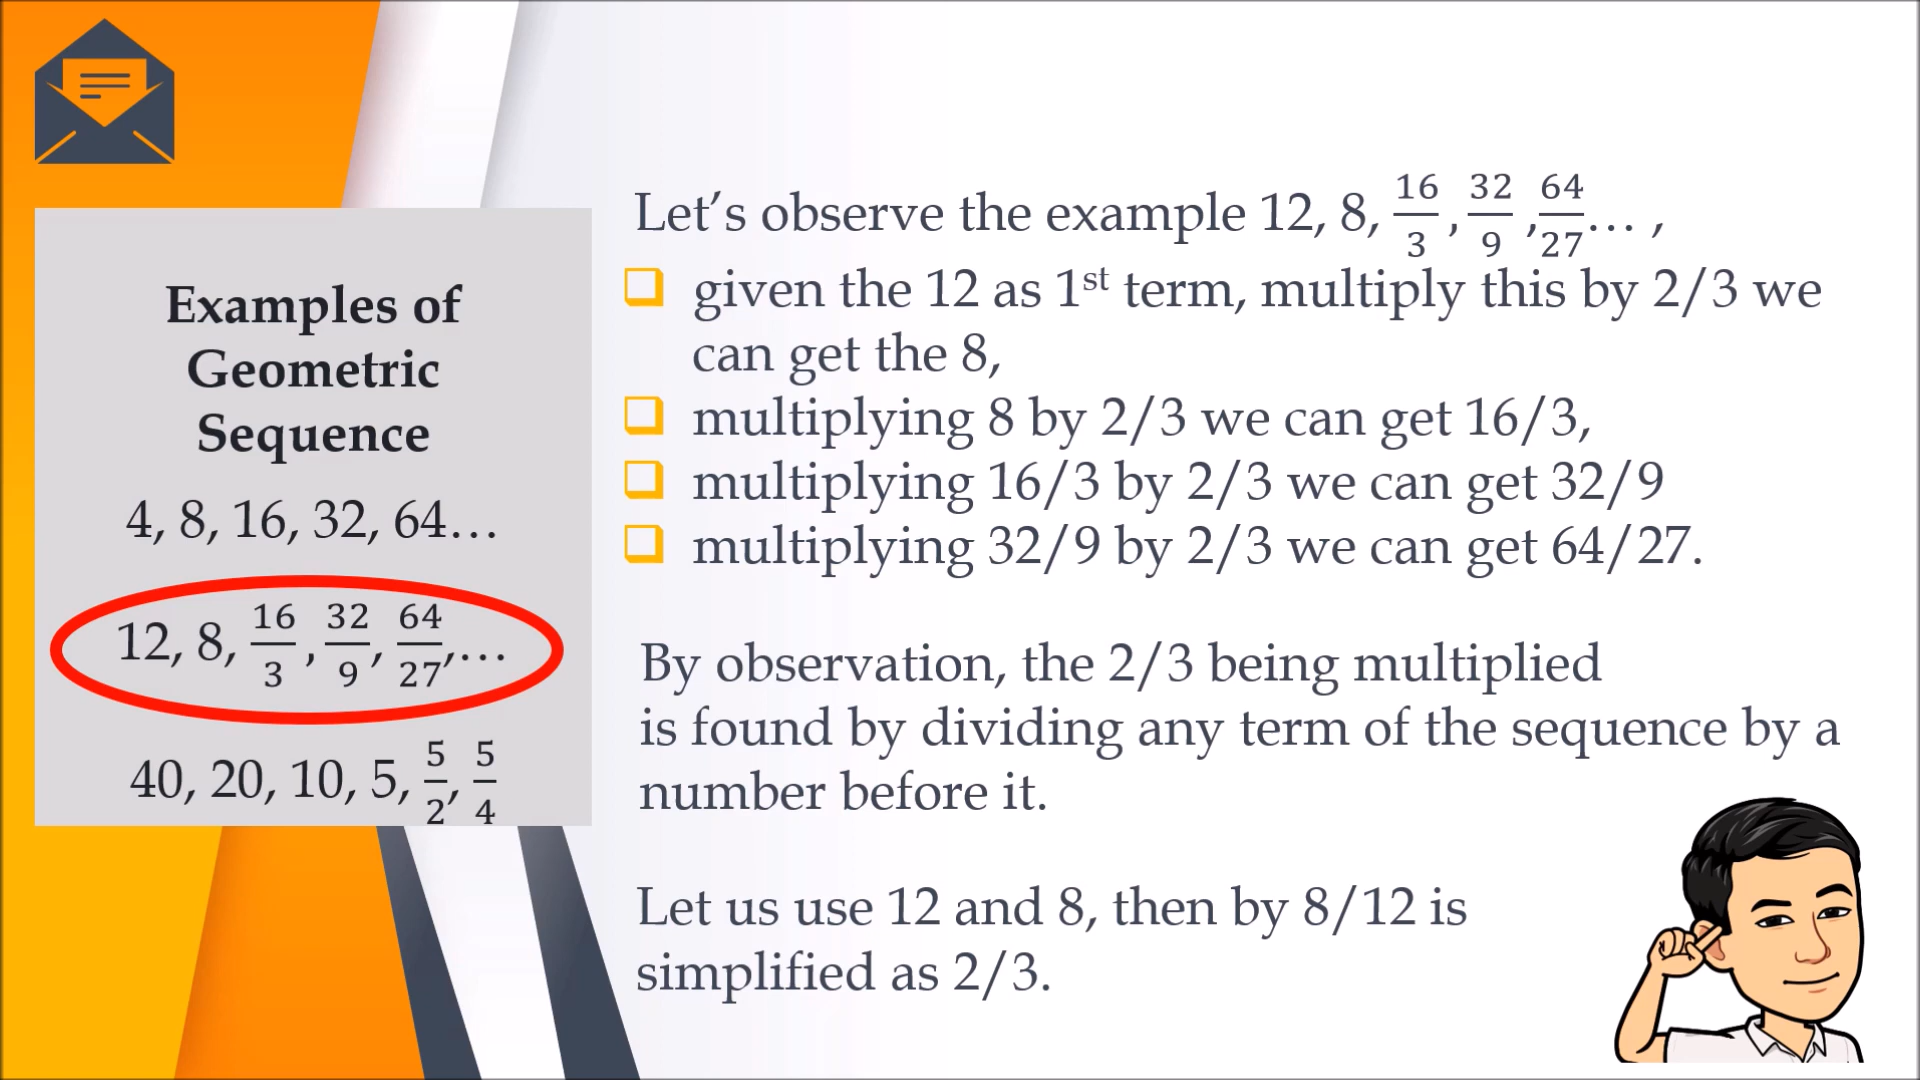 Examples of
Geometric
Sequence
4, 8, 16, 32, 64…
12, 8, 16/3, 32/9, 64/27,…
40, 20, 10, 5, 5/2, 5/4
Let’s observe the example 12, 8, 16/3, 32/9 ,64/27… ,
❑ given the 12 as 1st term, multiply this by 2/3 we
can get the 8,
❑ multiplying 8 by 2/3 we can get 16/3,
❑ multiplying 16/3 by 2/3 we can get 32/9
❑ multiplying 32/9 by 2/3 we can get 64/27.
By observation, the 2/3 being multiplied
is found by dividing any term of the sequence by a
number before it.
Let us use 12 and 8, then by 8/12 is
simplified as 2/3.